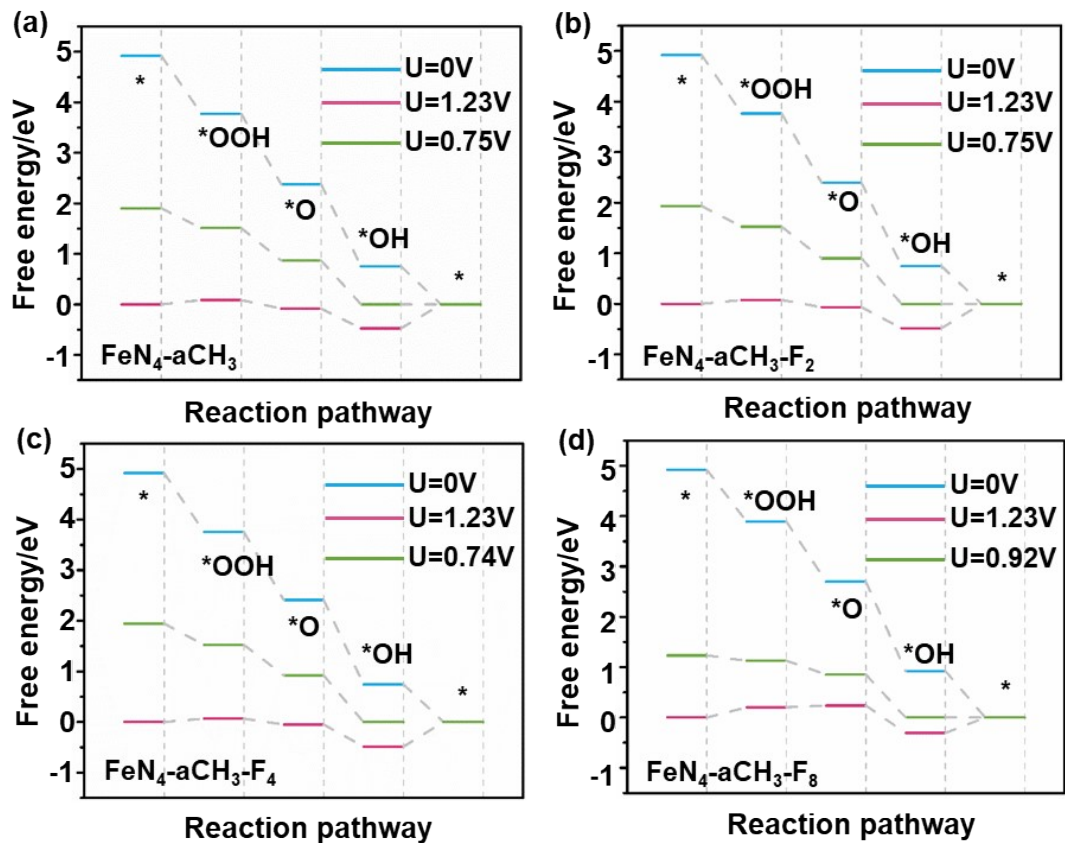 (a)
5
4
3
2
1
0
-1
Free energy/eV
U=0V
U=1.23V
U=0.75V
*
*OOH
*O
*OH
*
FeN₄-aCH₃
Reaction pathway
(b)
5
4
3
2
1
0
-1
Free energy/eV
U=0V
U=1.23V
U=0.75V
*
*OOH
*O
*OH
*
FeN₄-aCH₃-F₂
Reaction pathway
(c)
5
4
3
2
1
0
-1
Free energy/eV
U=0V
U=1.23V
U=0.74V
*
*OOH
*O
*OH
*
FeN₄-aCH₃-F₄
Reaction pathway
(d)
5
4
3
2
1
0
-1
Free energy/eV
U=0V
U=1.23V
U=0.92V
*
*OOH
*O
*OH
*
FeN₄-aCH₃-F₈
Reaction pathway